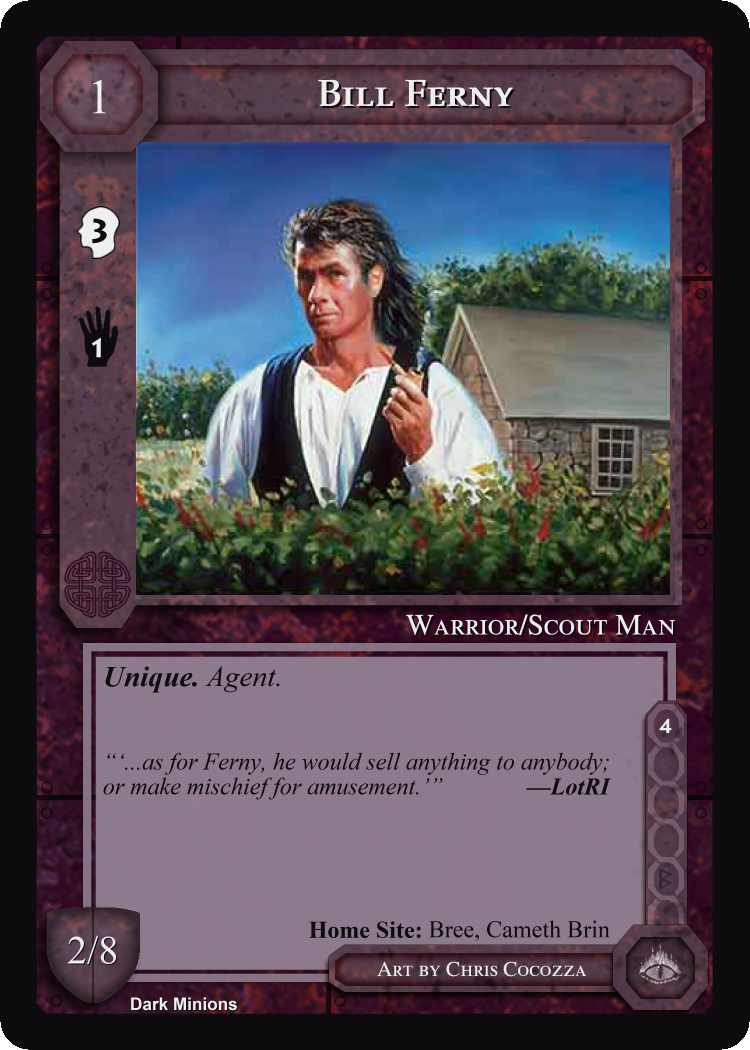 1
Bill Ferny
3
1
Warrior/Scout Man
Unique. Agent.
4
“‘...as for Ferny, he would sell anything to anybody;
or make mischief for amusement.’” —LotRI
Home Site: Bree, Cameth Brin
2/8
Art by Chris Cocozza
Dark Minions